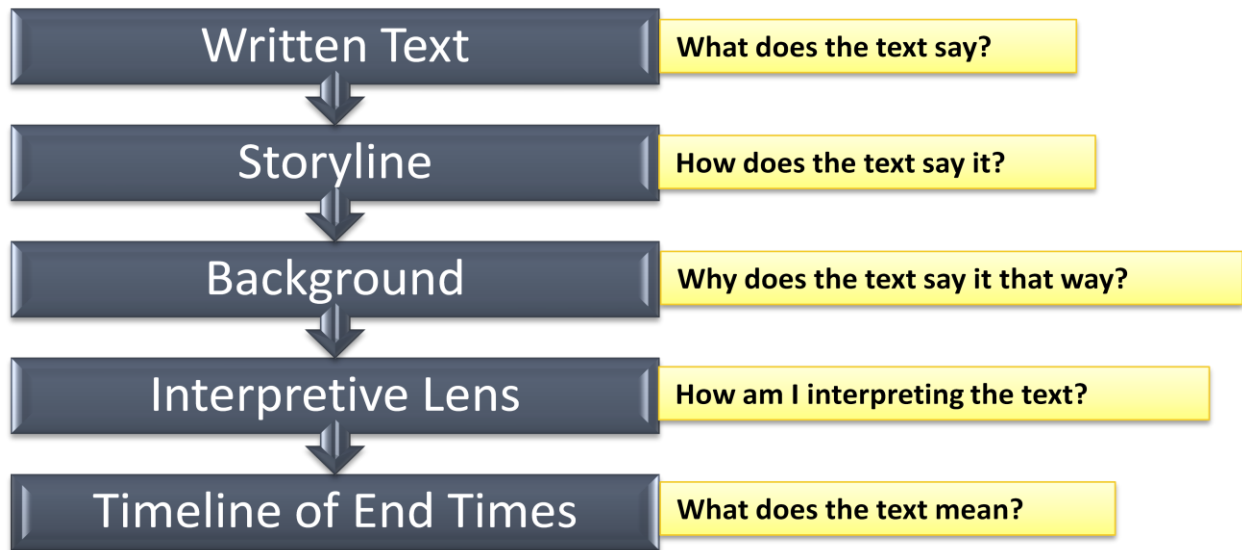 Written Text
What does the text say?
Storyline
How does the text say it?
Background
Why does the text say it that way?
Interpretive Lens
How am I interpreting the text?
Timeline of End Times
What does the text mean?